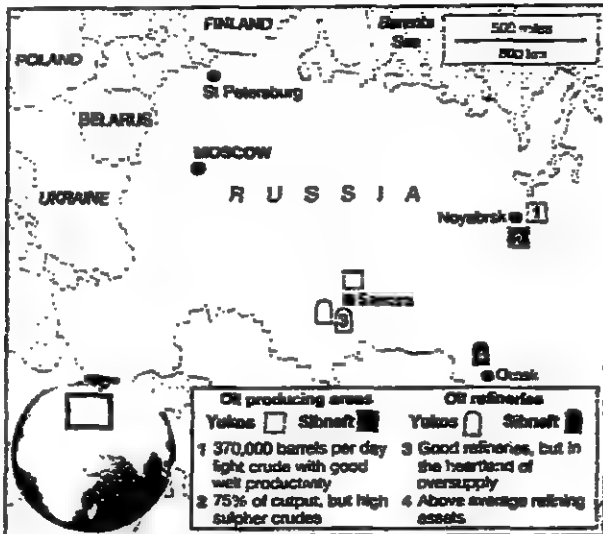 FINLAND
Barents
Sea
500 miles
800 km
POLAND
St Petersburg
BELARUS
MOSCOW
UKRAINE
R U S S I A
Noyabrsk
1
2
Samara
3
4
Omsk
Oil producing areas
Yukos Sibneft
1 370,000 barrels per day
light crude with good
well productivity
2 75% of output, but high
sulpher crudes
Oil refineries
Yukos Sibneft
3 Good refineries, but in
the heartland of
oversupply
4 Above average refining
assets